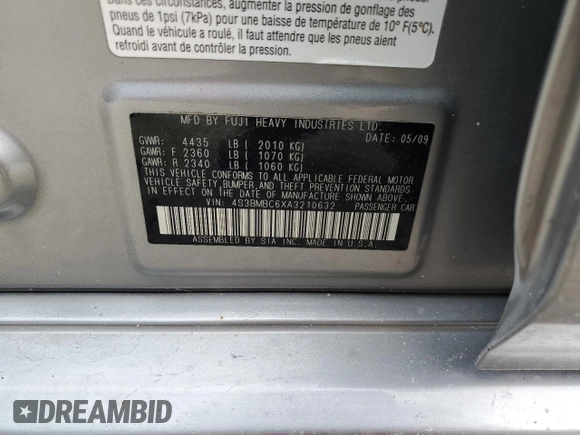 Dans ces circonstances, augmenter la pression de gonflage des
pneus de 1psi (7kPa) pour une baisse de température de 10° F(5°C).
Quand le véhicule a roulé, il faut attendre que les pneus aient
refroidi avant de contrôler la pression.
MFD BY FUJI HEAVY INDUSTRIES LTD.
DATE: 05/09
GVWR: 4435 LB ( 2010 KG)
GAWR: F 2360 LB ( 1070 KG)
GAWR: R 2340 LB ( 1060 KG)
THIS VEHICLE CONFORMS TO ALL APPLICABLE FEDERAL MOTOR
VEHICLE SAFETY, BUMPER, AND THEFT PREVENTION STANDARDS
IN EFFECT ON THE DATE OF MANUFACTURE SHOWN ABOVE.
VIN: 4S3BMBC6XA3210632 PASSENGER CAR
ASSEMBLED BY SIA INC. MADE IN U.S.A.
DREAMBID